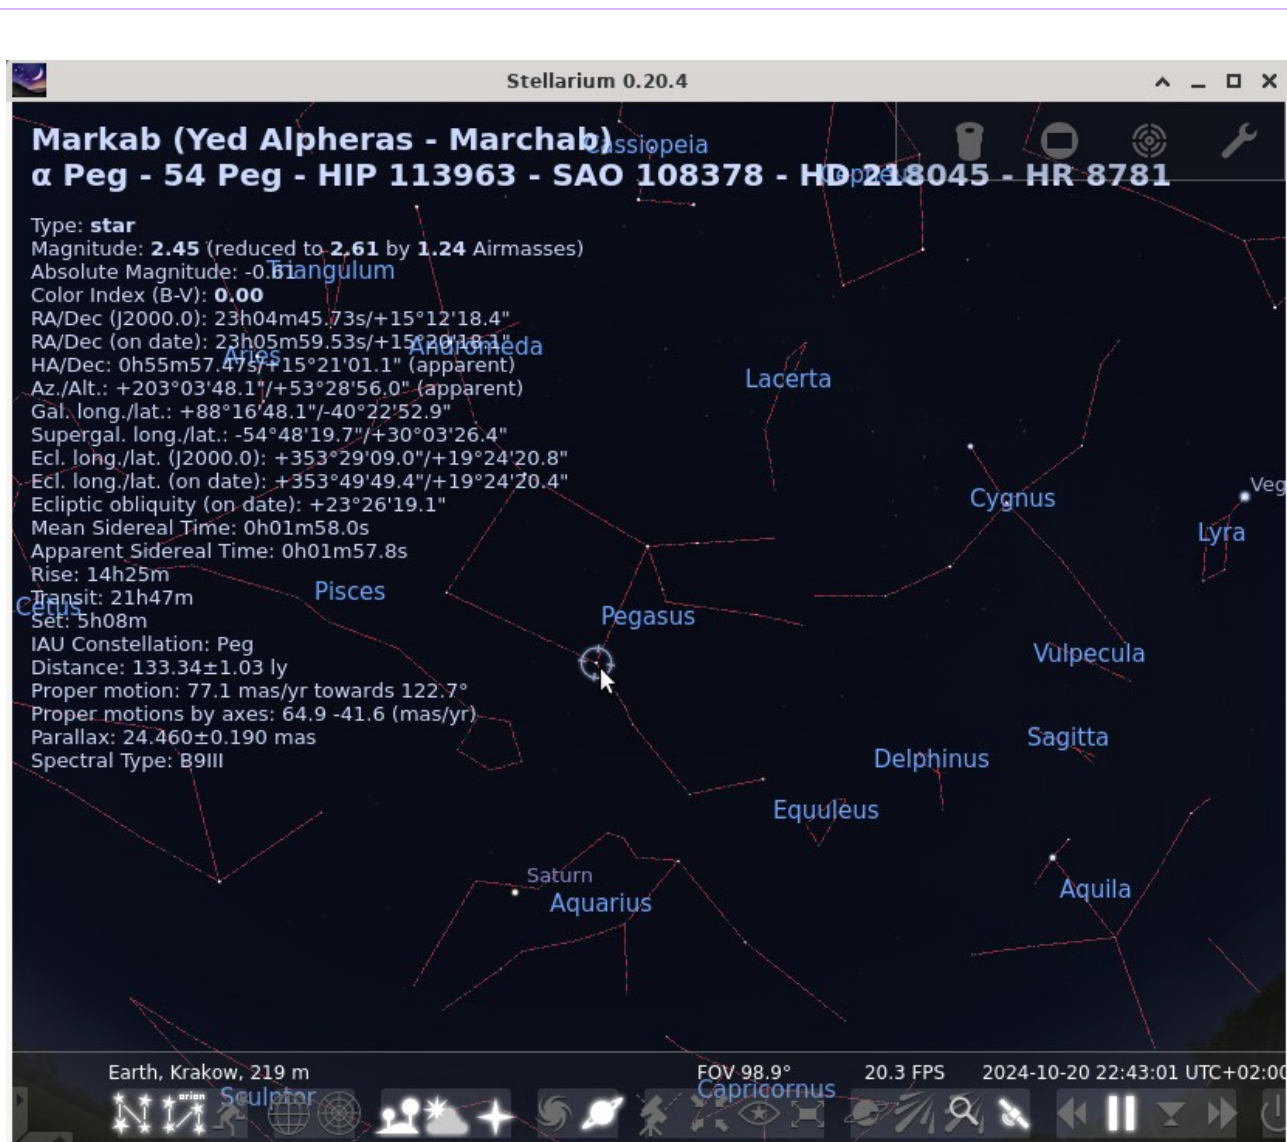 Stellarium 0.20.4
Markab (Yed Alpheras - Marchab)
Cassiopeia
α Peg - 54 Peg - HIP 113963 - SAO 108378 - HD 218045 - HR 8781
Cepheus
Type: star
Magnitude: 2.45 (reduced to 2.61 by 1.24 Airmasses)
Absolute Magnitude: -0.61
Triangulum
Color Index (B-V): 0.00
RA/Dec (J2000.0): 23h04m45.73s/+15°12'18.4"
RA/Dec (on date): 23h05m59.53s/+15°20'18.1"
Aries
Andromeda
HA/Dec: 0h55m57.47s/+15°21'01.1" (apparent)
Lacerta
Az./Alt.: +203°03'48.1"/+53°28'56.0" (apparent)
Gal. long./lat.: +88°16'48.1"/-40°22'52.9"
Supergal. long./lat.: -54°48'19.7"/+30°03'26.4"
Ecl. long./lat. (J2000.0): +353°29'09.0"/+19°24'20.8"
Ecl. long./lat. (on date): +353°49'49.4"/+19°24'20.4"
Veg
Cygnus
Ecliptic obliquity (on date): +23°26'19.1"
Mean Sidereal Time: 0h01m58.0s
Lyra
Apparent Sidereal Time: 0h01m57.8s
Rise: 14h25m
Pisces
Transit: 21h47m
Cetus
Set: 5h08m
Pegasus
IAU Constellation: Peg
Vulpecula
Distance: 133.34±1.03 ly
Proper motion: 77.1 mas/yr towards 122.7°
Proper motions by axes: 64.9 -41.6 (mas/yr)
Parallax: 24.460±0.190 mas
Sagitta
Spectral Type: B9III
Delphinus
Equuleus
Saturn
Aquila
Aquarius
Earth, Krakow, 219 m
FOV 98.9°
20.3 FPS
2024-10-20 22:43:01 UTC+02:00
Capricornus
Sculptor
orion